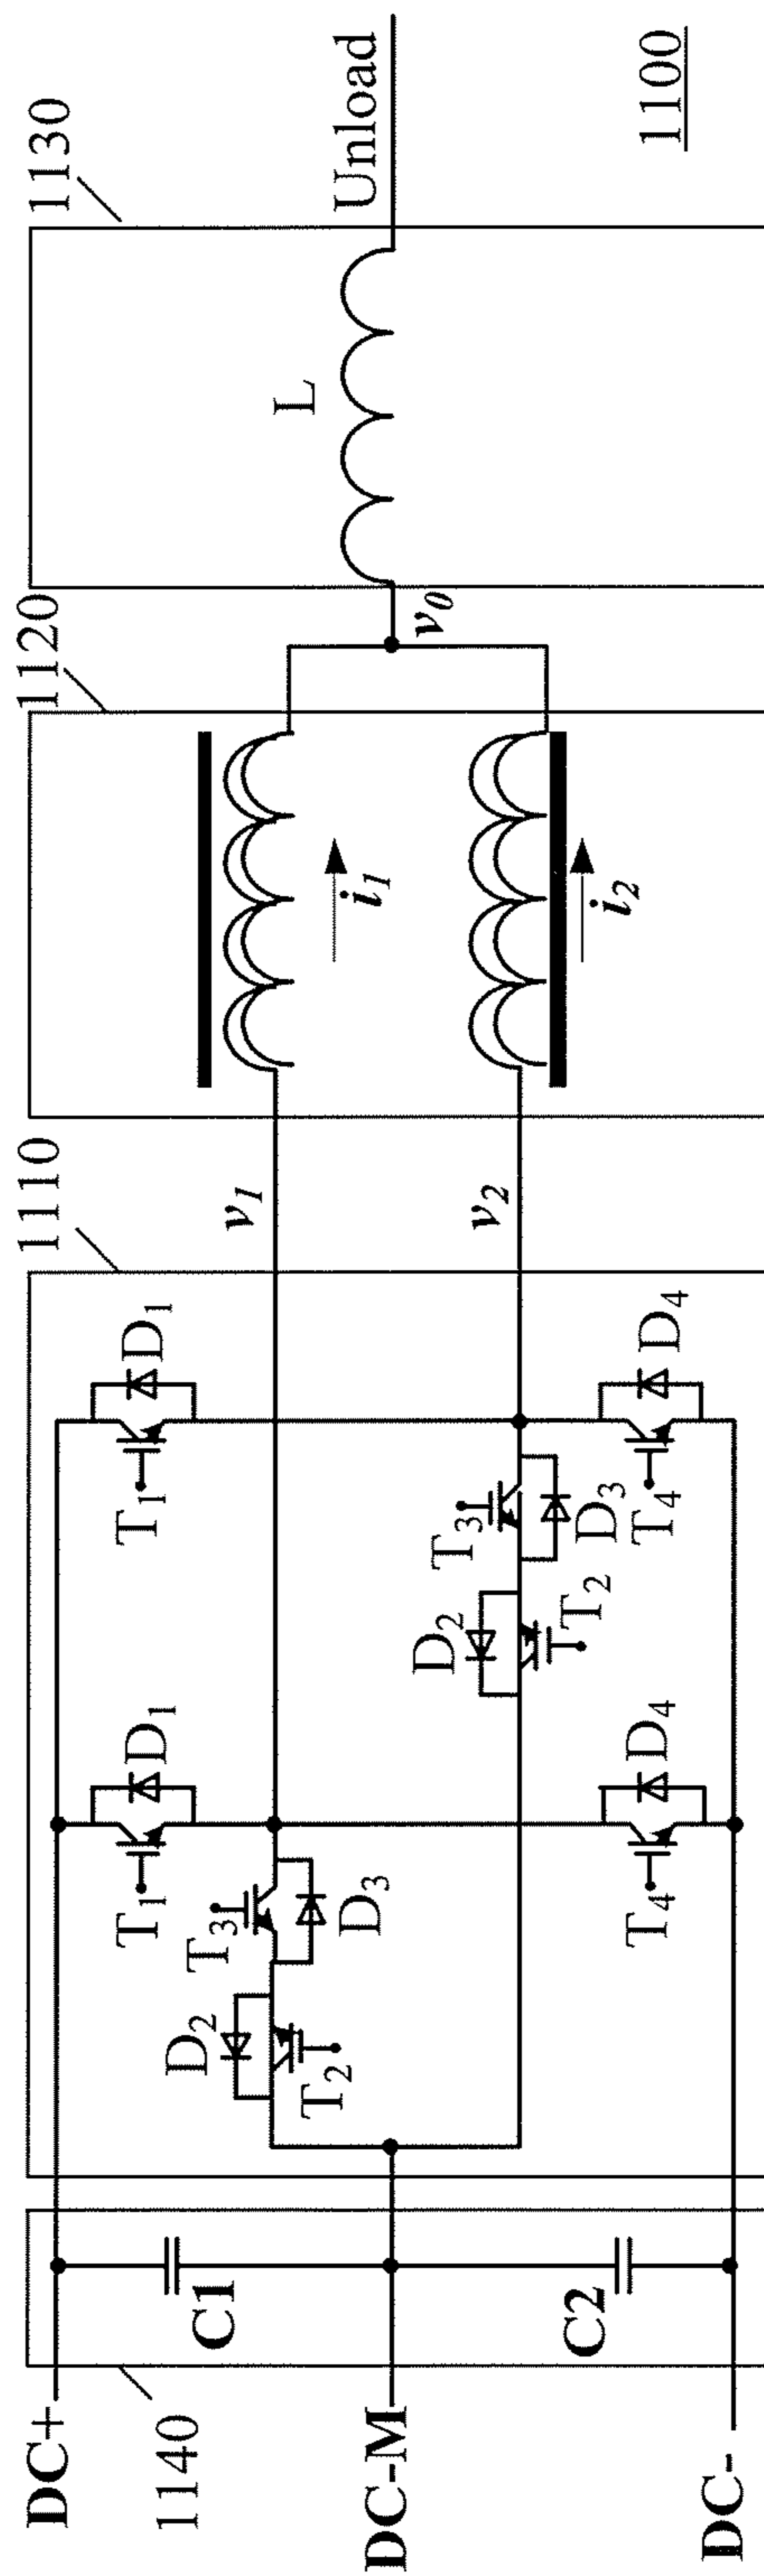 1140
1110
1120
1130
DC+
DC-M
DC-
C1
C2
D2
T2
T3
D3
T1
D1
T4
D4
D2
T2
T3
D3
T1
D1
T4
D4
v1
v2
i1
i2
v0
L
Unload
1100